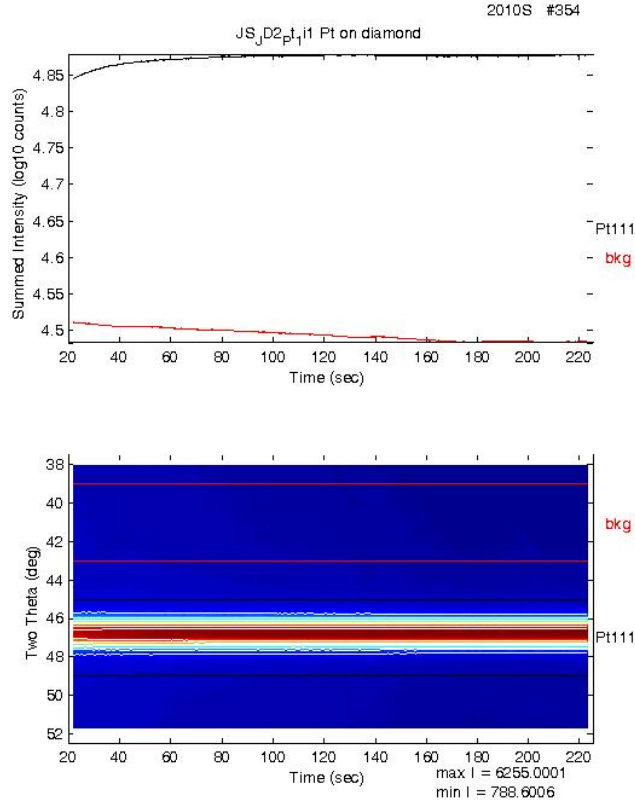 2010S #354
JS_JD2_Pt_1i1 Pt on diamond
Summed Intensity (log10 counts)
4.85
4.8
4.75
4.7
4.65
4.6
4.55
4.5
Pt111
bkg
20 40 60 80 100 120 140 160 180 200 220
Time (sec)
Two Theta (deg)
38
40
42
44
46
48
50
52
bkg
Pt111
20 40 60 80 100 120 140 160 180 200 220
Time (sec)
max I = 6255.0001
min I = 788.6006